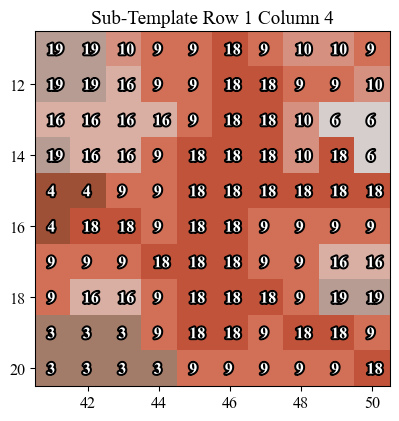 Sub-Template Row 1 Column 4
19 19 10 9 9 18 9 10 10 9
12 19 19 16 9 9 18 18 9 9 10
16 16 16 16 9 18 18 10 6 6
14 19 16 16 9 18 18 18 10 18 6
4 4 9 9 18 18 18 18 18 18
16 4 18 18 9 18 18 9 9 9 9
9 9 9 18 18 18 9 9 16 16
18 9 16 16 9 18 18 18 9 19 19
3 3 3 9 18 18 9 18 18 9
20 3 3 3 3 9 9 9 9 9 18
42 44 46 48 50